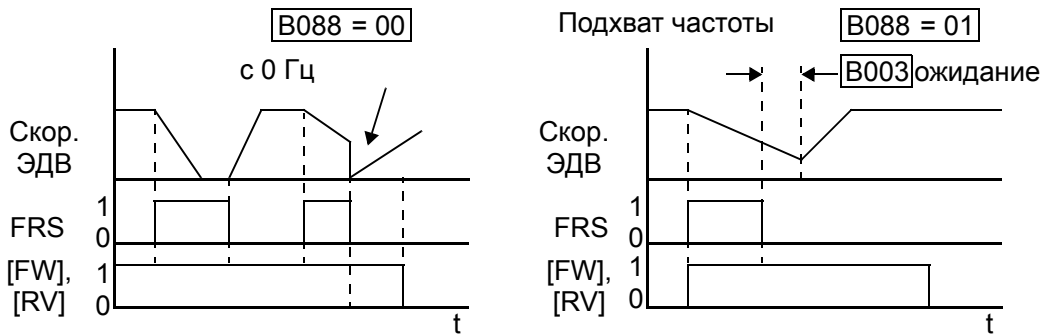 B088 = 00
с 0 Гц
Скор.
ЭДВ
FRS
1
0
[FW],
[RV]
1
0
t
Подхват частоты
B088 = 01
B003 ожидание
Скор.
ЭДВ
FRS
1
0
[FW],
[RV]
1
0
t